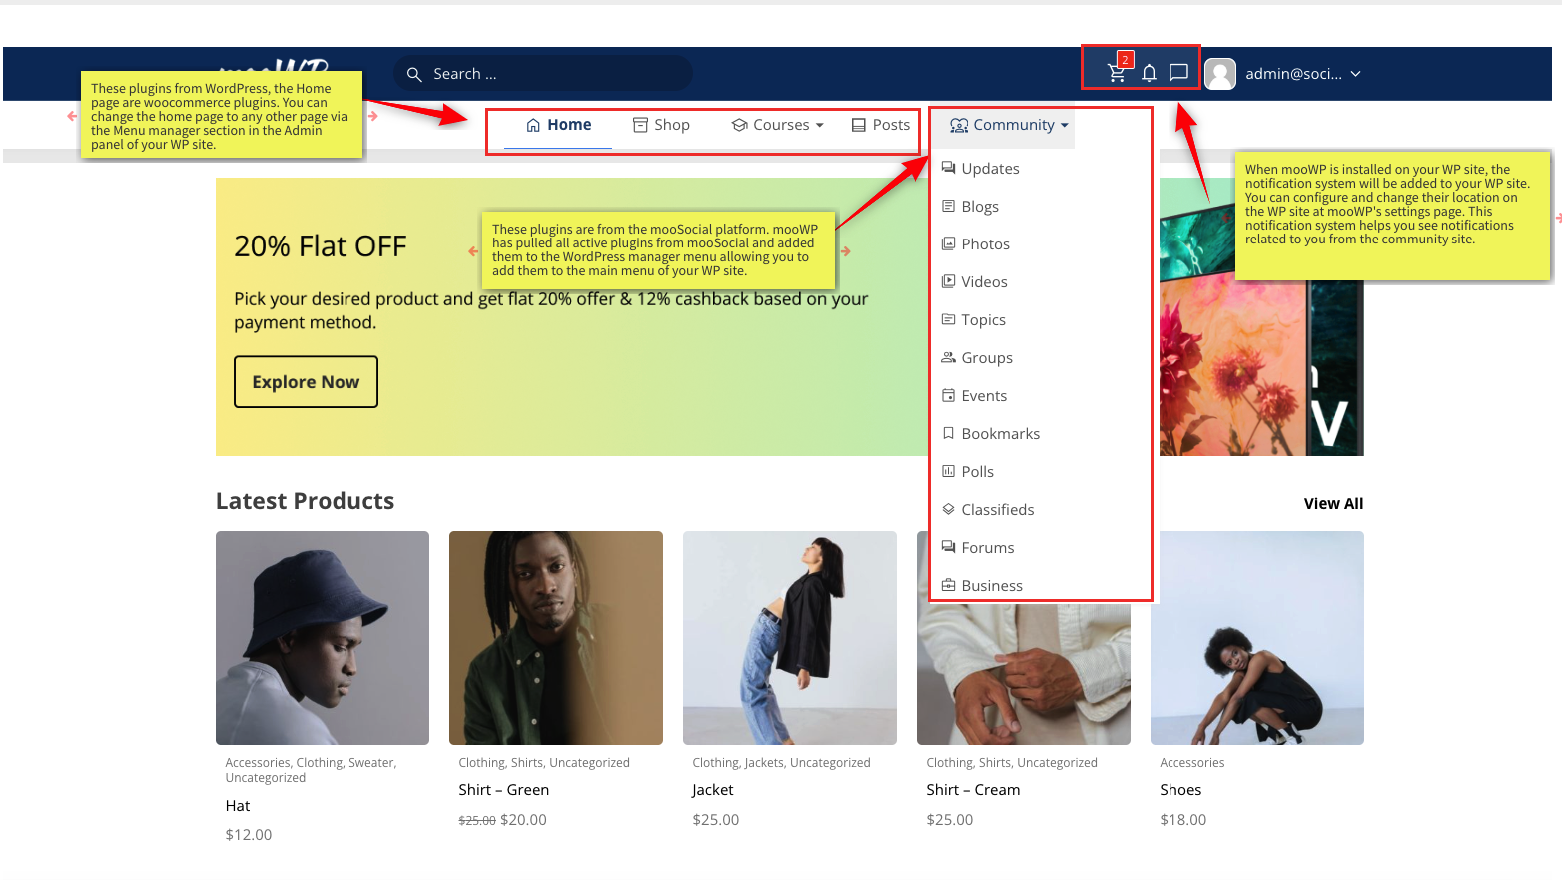 mooWP
Search ...
2
admin@soci...
These plugins from WordPress, the Home
page are woocommerce plugins. You can
change the home page to any other page via
the Menu manager section in the Admin
panel of your WP site.
Home
Shop
Courses
Posts
Community
Updates
Blogs
Photos
Videos
Topics
Groups
Events
Bookmarks
Polls
Classifieds
Forums
Business
When mooWP is installed on your WP site, the
notification system will be added to your WP site.
You can configure and change their location on
the WP site at mooWP's settings page. This
notification system helps you see notifications
related to you from the community site.
These plugins are from the mooSocial platform. mooWP
has pulled all active plugins from mooSocial and added
them to the WordPress manager menu allowing you to
add them to the main menu of your WP site.
20% Flat OFF
Pick your desired product and get flat 20% offer & 12% cashback based on your
payment method.
Explore Now
V
Latest Products
View All
Accessories, Clothing, Sweater,
Uncategorized
Hat
$12.00
Clothing, Shirts, Uncategorized
Shirt – Green
$25.00 $20.00
Clothing, Jackets, Uncategorized
Jacket
$25.00
Clothing, Shirts, Uncategorized
Shirt – Cream
$25.00
Accessories
Shoes
$18.00